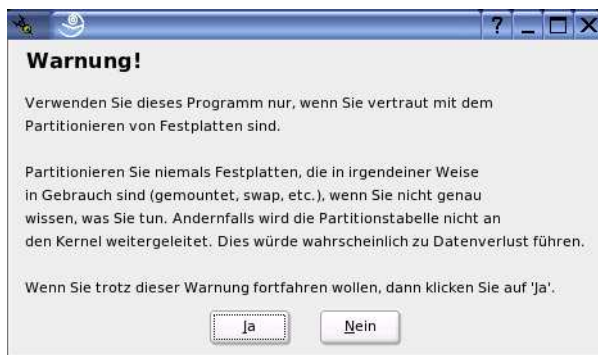 Warnung!
Verwenden Sie dieses Programm nur, wenn Sie vertraut mit dem
Partitionieren von Festplatten sind.
Partitionieren Sie niemals Festplatten, die in irgendeiner Weise
in Gebrauch sind (gemountet, swap, etc.), wenn Sie nicht genau
wissen, was Sie tun. Andernfalls wird die Partitionstabelle nicht an
den Kernel weitergeleitet. Dies würde wahrscheinlich zu Datenverlust führen.
Wenn Sie trotz dieser Warnung fortfahren wollen, dann klicken Sie auf 'Ja'.
Ja Nein